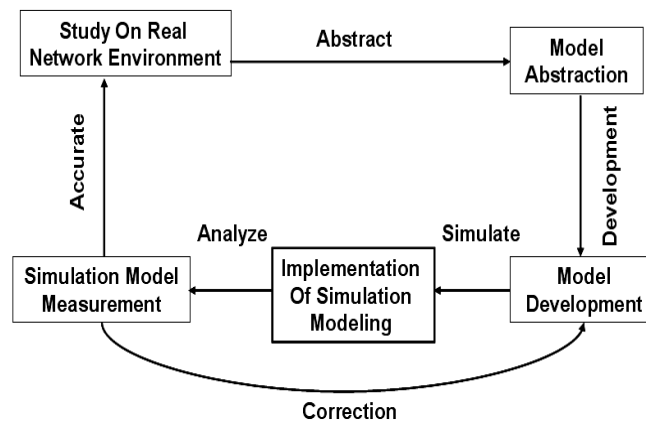 Study On Real
Network Environment
Abstract
Model
Abstraction
Accurate
Development
Analyze
Simulate
Simulation Model
Measurement
Implementation
Of Simulation
Modeling
Model
Development
Correction